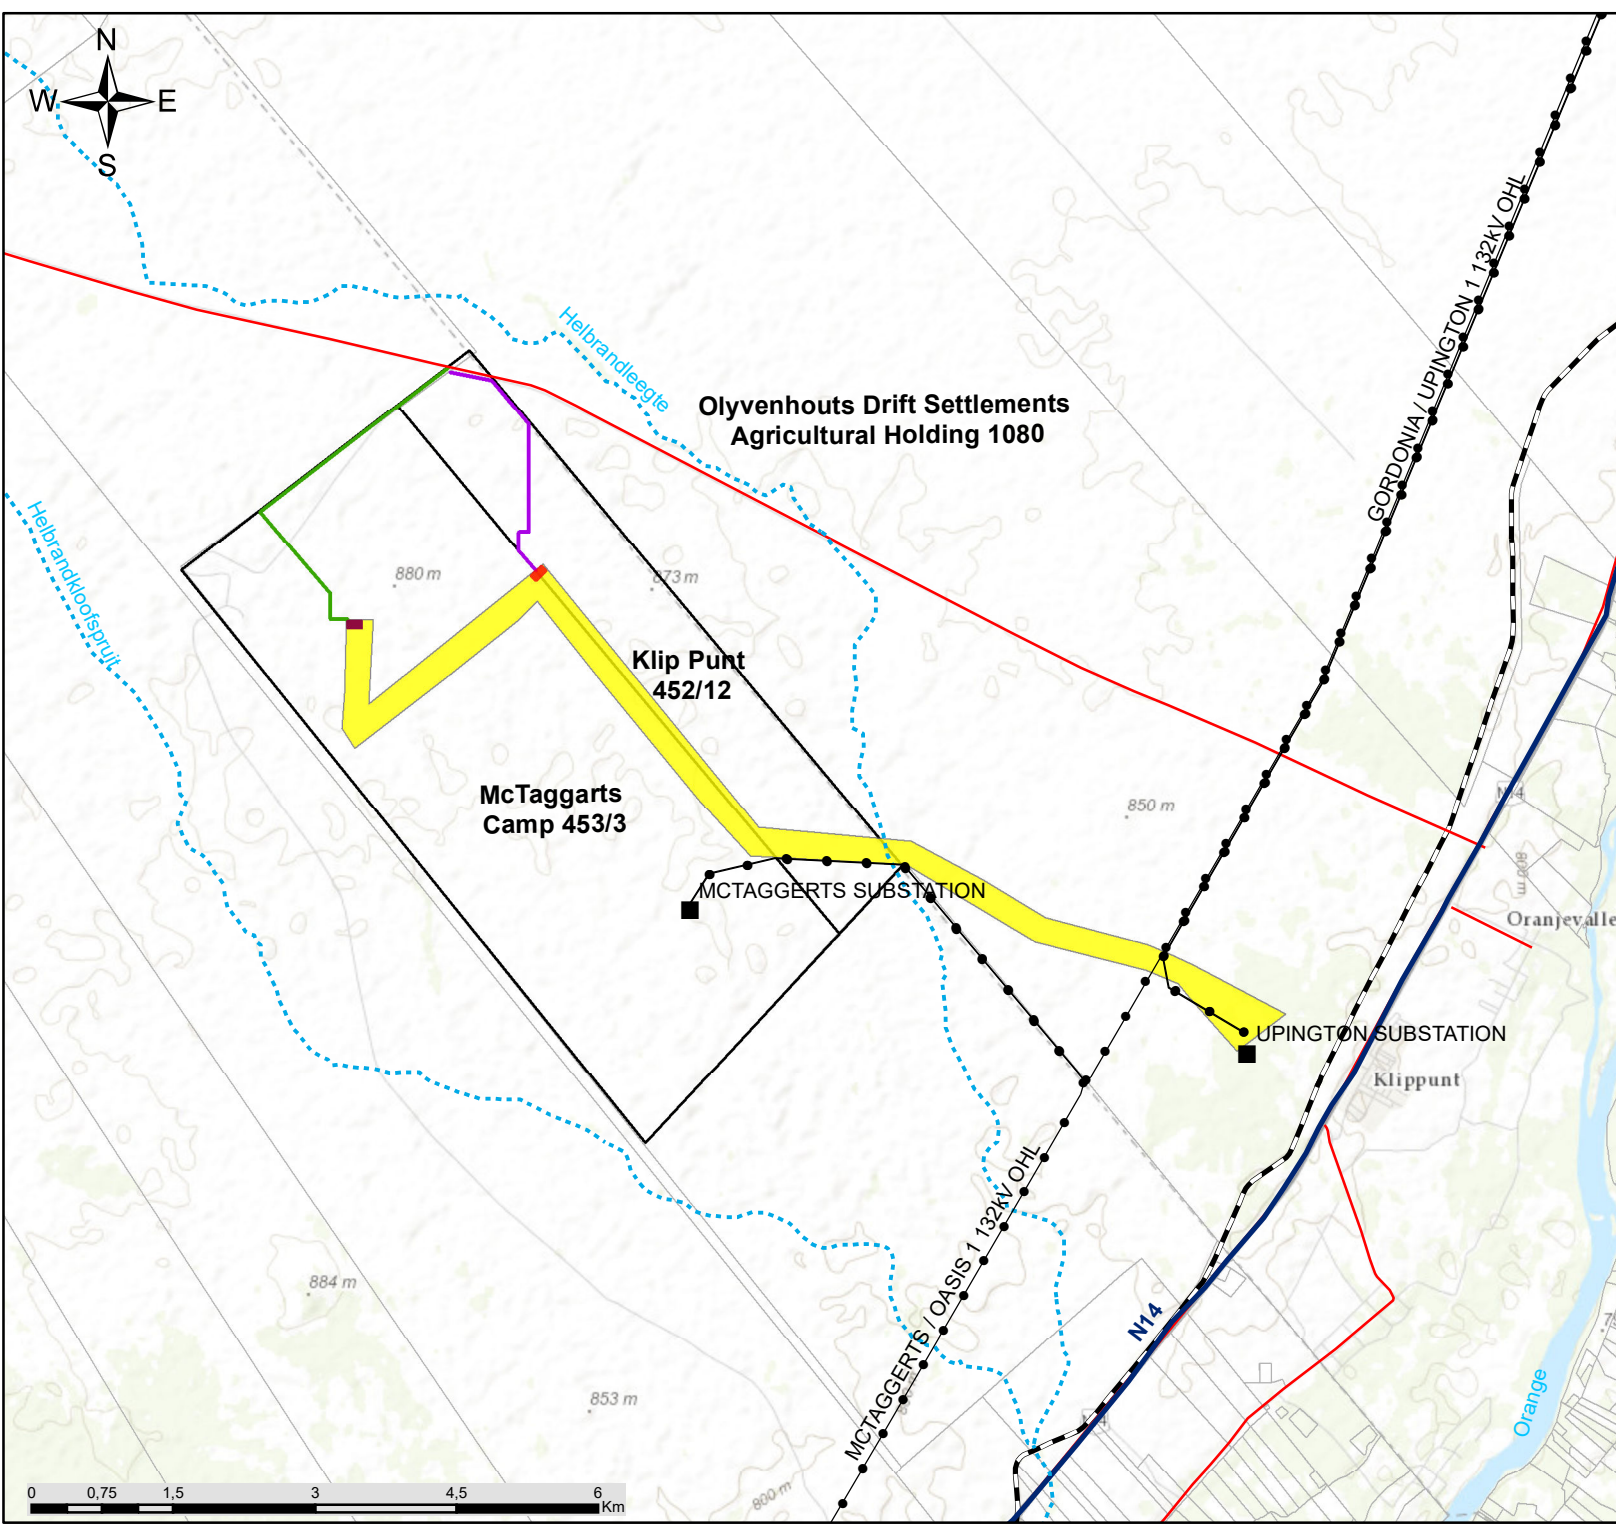 N
W E
S
GORDONIA / UPINGTON 1 132kV OHL
Helbrandleegte
Olyvenhouts Drift Settlements
Agricultural Holding 1080
Helbrandkloofspruit
880 m
873 m
Klip Punt
452/12
McTaggarts
Camp 453/3
850 m
N14
800 m
MCTAGGERTS SUBSTATION
Oranjevalle
UPINGTON SUBSTATION
Klippunt
MCTAGGERTS / OASIS 1 132kV OHL
884 m
N14
853 m
Orange
800 m
0 0,75 1,5 3 4,5 6
Km